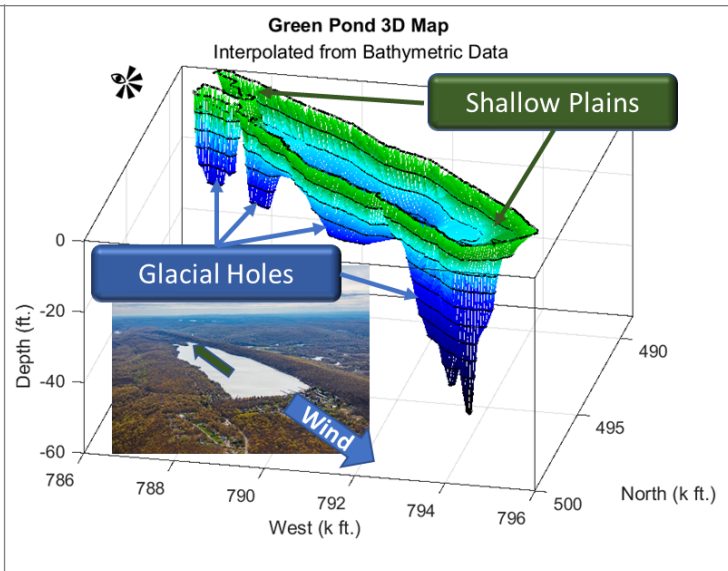 Green Pond 3D Map
Interpolated from Bathymetric Data
Shallow Plains
Glacial Holes
Wind
Depth (ft.)
0
-20
-40
-60
786
788
790
792
794
796
West (k ft.)
490
495
500
North (k ft.)